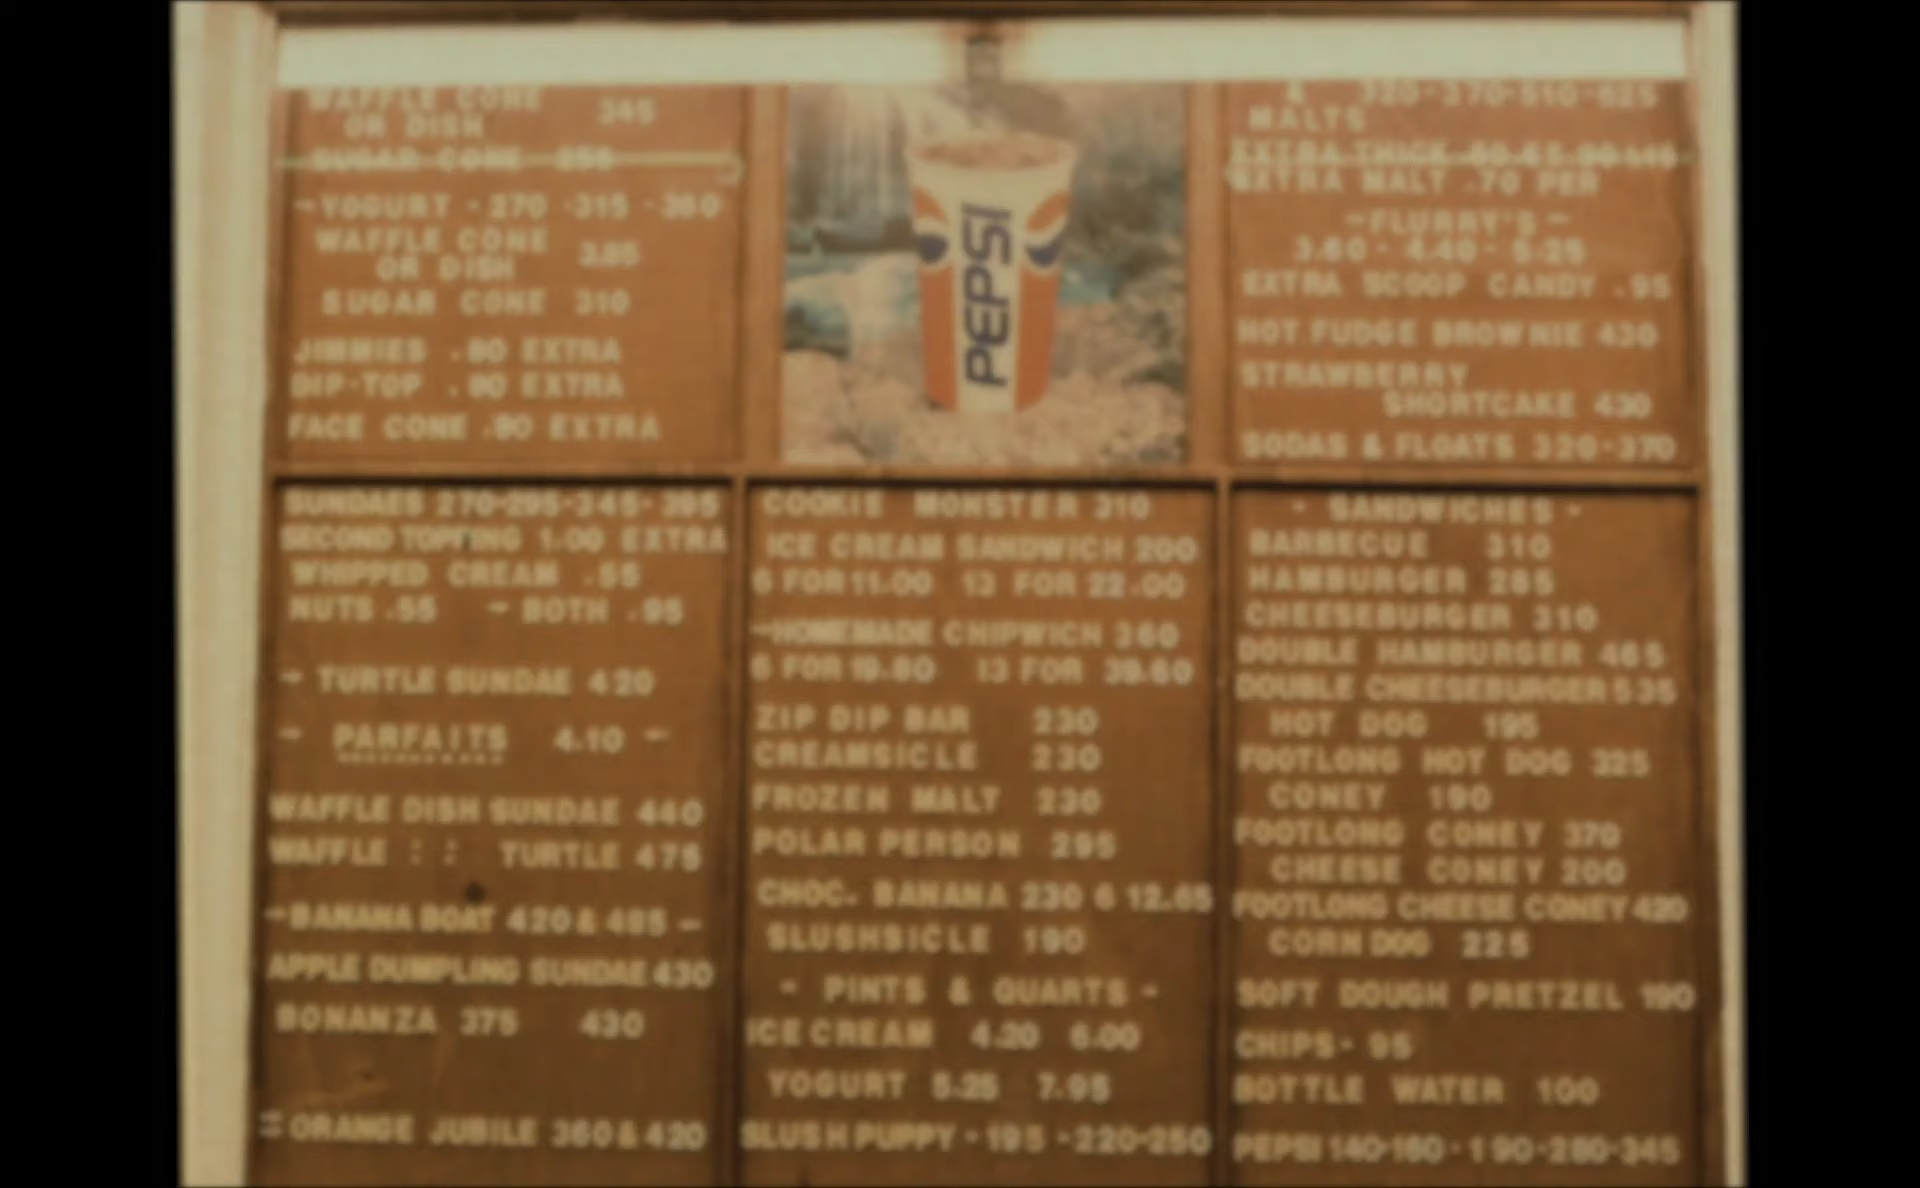 WAFFLE CONE 345
OR DISH
SUGAR CONE 255
-YOGURT - 270 -315 -360
WAFFLE CONE 3.85
OR DISH
SUGAR CONE 310
JIMMIES .80 EXTRA
DIP-TOP .80 EXTRA
FACE CONE .80 EXTRA
PEPSI
& 320-370-510-625
MALTS
EXTRA THICK
EXTRA MALT .70 PER
-FLURRY'S-
3.60 - 4.40 - 5.25
EXTRA SCOOP CANDY .95
HOT FUDGE BROWNIE 430
STRAWBERRY
SHORTCAKE 430
SODAS & FLOATS 320-370
SUNDAES 270-295-345-395
SECOND TOPPING 1.00 EXTRA
WHIPPED CREAM .55
NUTS .55 - BOTH .95
- TURTLE SUNDAE 420
- PARFAITS 4.10 -
WAFFLE DISH SUNDAE 440
WAFFLE : : TURTLE 475
-BANANA BOAT 420 & 485 -
APPLE DUMPLING SUNDAE 430
BONANZA 375 430
=ORANGE JUBILE 360 & 420
COOKIE MONSTER 310
ICE CREAM SANDWICH 200
6 FOR 11.00 13 FOR 22.00
-HOMEMADE CHIPWICH 360
6 FOR 19.80 13 FOR 39.60
ZIP DIP BAR 230
CREAMSICLE 230
FROZEN MALT 230
POLAR PERSON 295
CHOC. BANANA 230 6 12.65
SLUSHSICLE 190
- PINTS & QUARTS -
ICE CREAM 4.20 6.00
YOGURT 5.25 7.95
SLUSH PUPPY - 195 - 220-250
- SANDWICHES -
BARBECUE 310
HAMBURGER 285
CHEESEBURGER 310
DOUBLE HAMBURGER 465
DOUBLE CHEESEBURGER 535
HOT DOG 195
FOOTLONG HOT DOG 325
CONEY 190
FOOTLONG CONEY 370
CHEESE CONEY 200
FOOTLONG CHEESE CONEY 420
CORN DOG 225
SOFT DOUGH PRETZEL 190
CHIPS- 95
BOTTLE WATER 100
PEPSI 140-160 - 190-280-345